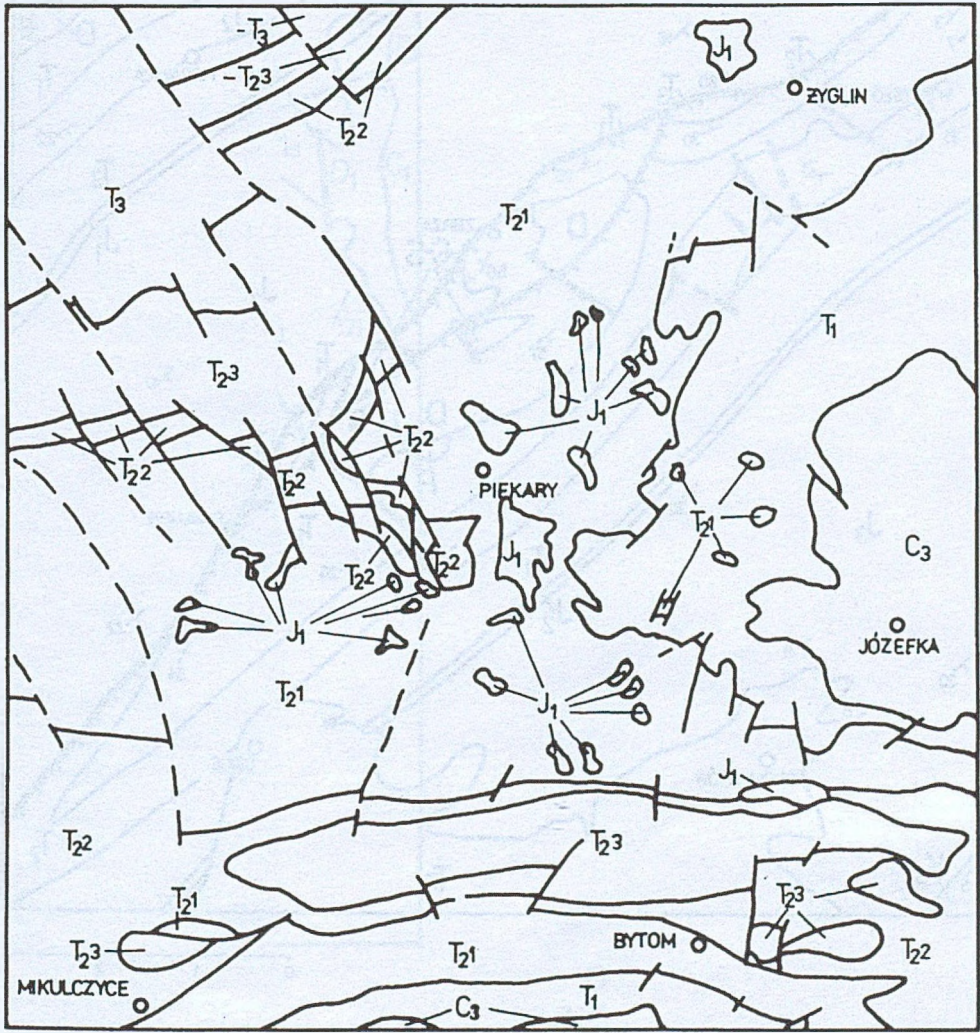 -T3
J1
-T23
ŻYGLIN
T22
T3
T21
T1
T23
J1
T22
T22
T22
PIEKARY
T21
J1
C3
T22
T22
J1
JÓZEFKA
T21
J1
J1
T22
T23
T21
T23
T23
T21
BYTOM
T22
MIKULCZYCE
C3
T1